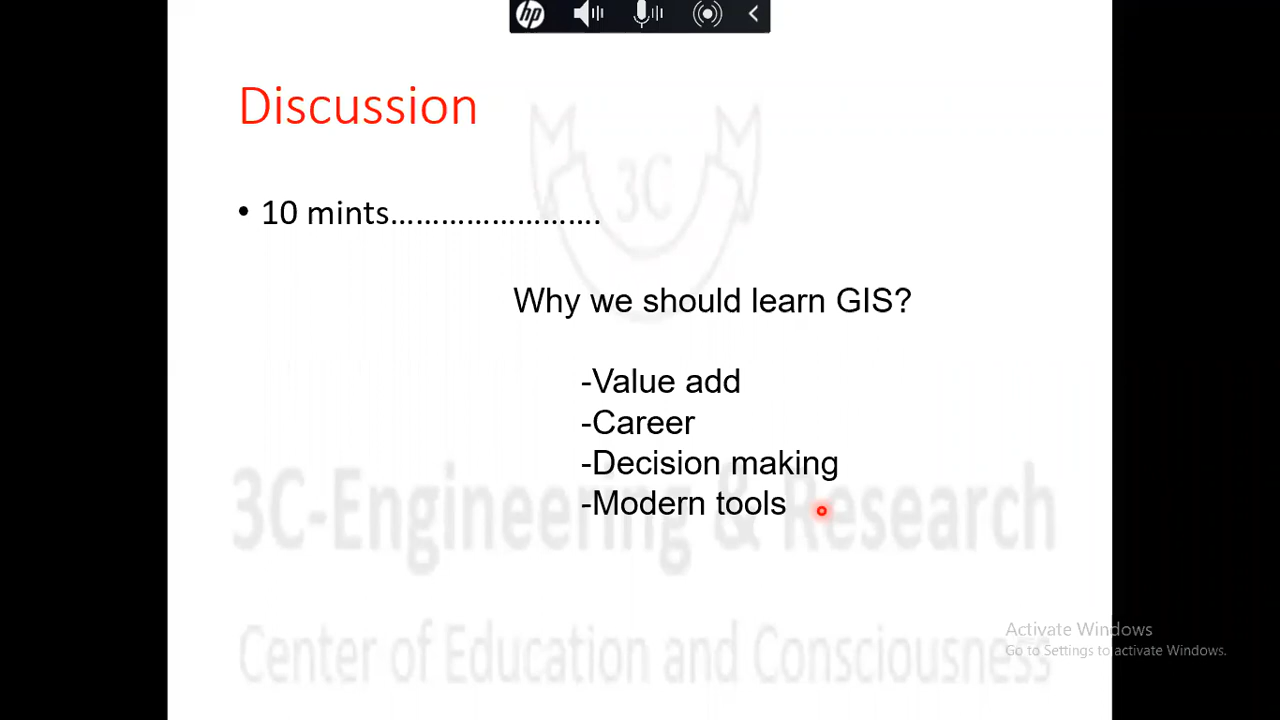 hp
Discussion
3C
• 10 mints…………………….
Why we should learn GIS?
-Value add
-Career
-Decision making
-Modern tools
3C-Engineering & Research
Activate Windows
Go to Settings to activate Windows.
Center of Education and Consciousness